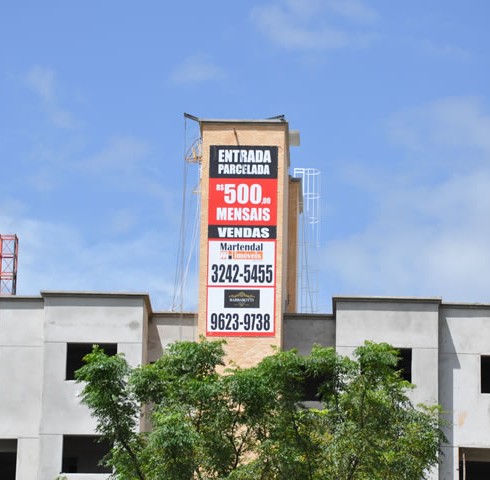 ENTRADA
PARCELADA
R$500,00
MENSAIS
VENDAS
Martendal
Imóveis
3242-5455
9623-9738